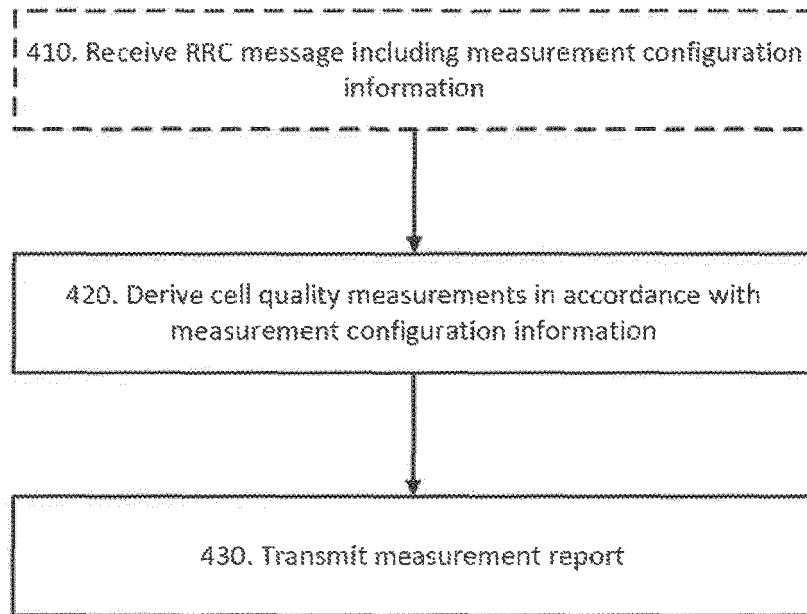 410. Receive RRC message including measurement configuration
information
420. Derive cell quality measurements in accordance with
measurement configuration information
430. Transmit measurement report